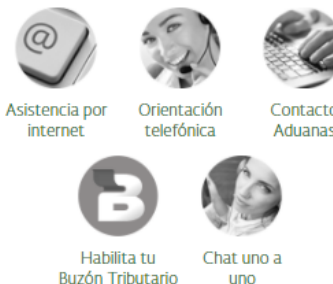 @
Asistencia por
internet
Orientación
telefónica
Contacto
Aduanas
B
Habilita tu
Buzón Tributario
Chat uno a
uno